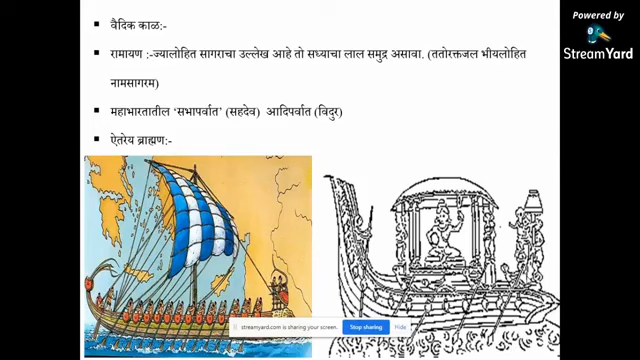 वैदिक काळ:-
रामायण :-ज्यालोहित सागराचा उल्लेख आहे तो सध्याचा लाल समुद्र असावा. (ततोरक्तजल भीयलोहित
नामसागरम)
महाभारतातील ‘सभापर्वात’ (सहदेव) आदिपर्वात (विदुर)
ऐतरेय ब्राह्मण:-
Powered by
StreamYard
streamyard.com is sharing your screen.
Stop sharing
Hide